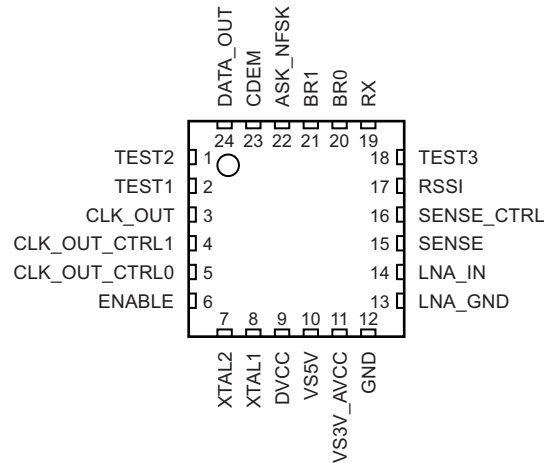 DATA_OUT
CDEM
ASK_NFSK
BR1
BR0
RX
24 23 22 21 20 19
TEST2 1 18 TEST3
TEST1 2 17 RSSI
CLK_OUT 3 16 SENSE_CTRL
CLK_OUT_CTRL1 4 15 SENSE
CLK_OUT_CTRL0 5 14 LNA_IN
ENABLE 6 13 LNA_GND
7 8 9 10 11 12
XTAL2
XTAL1
DVCC
VS5V
VS3V_AVCC
GND